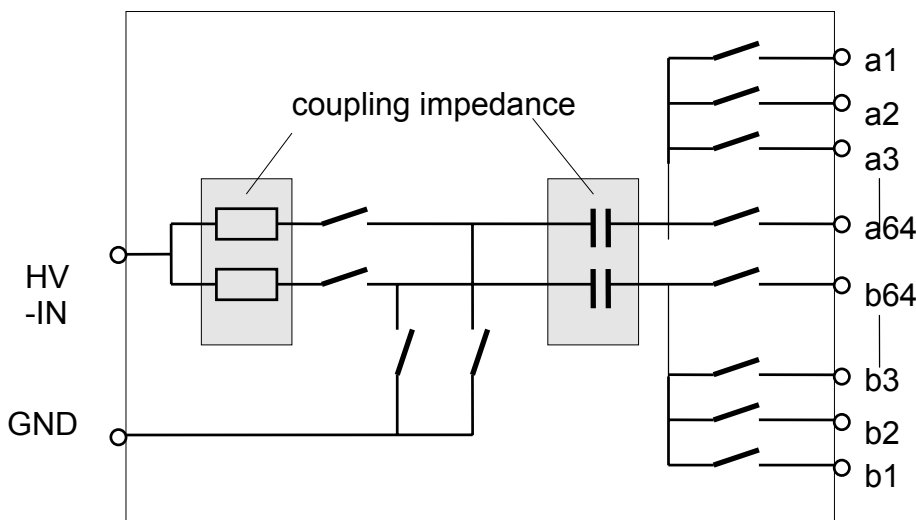 coupling impedance
HV
-IN
GND
a1
a2
a3
a64
b64
b3
b2
b1